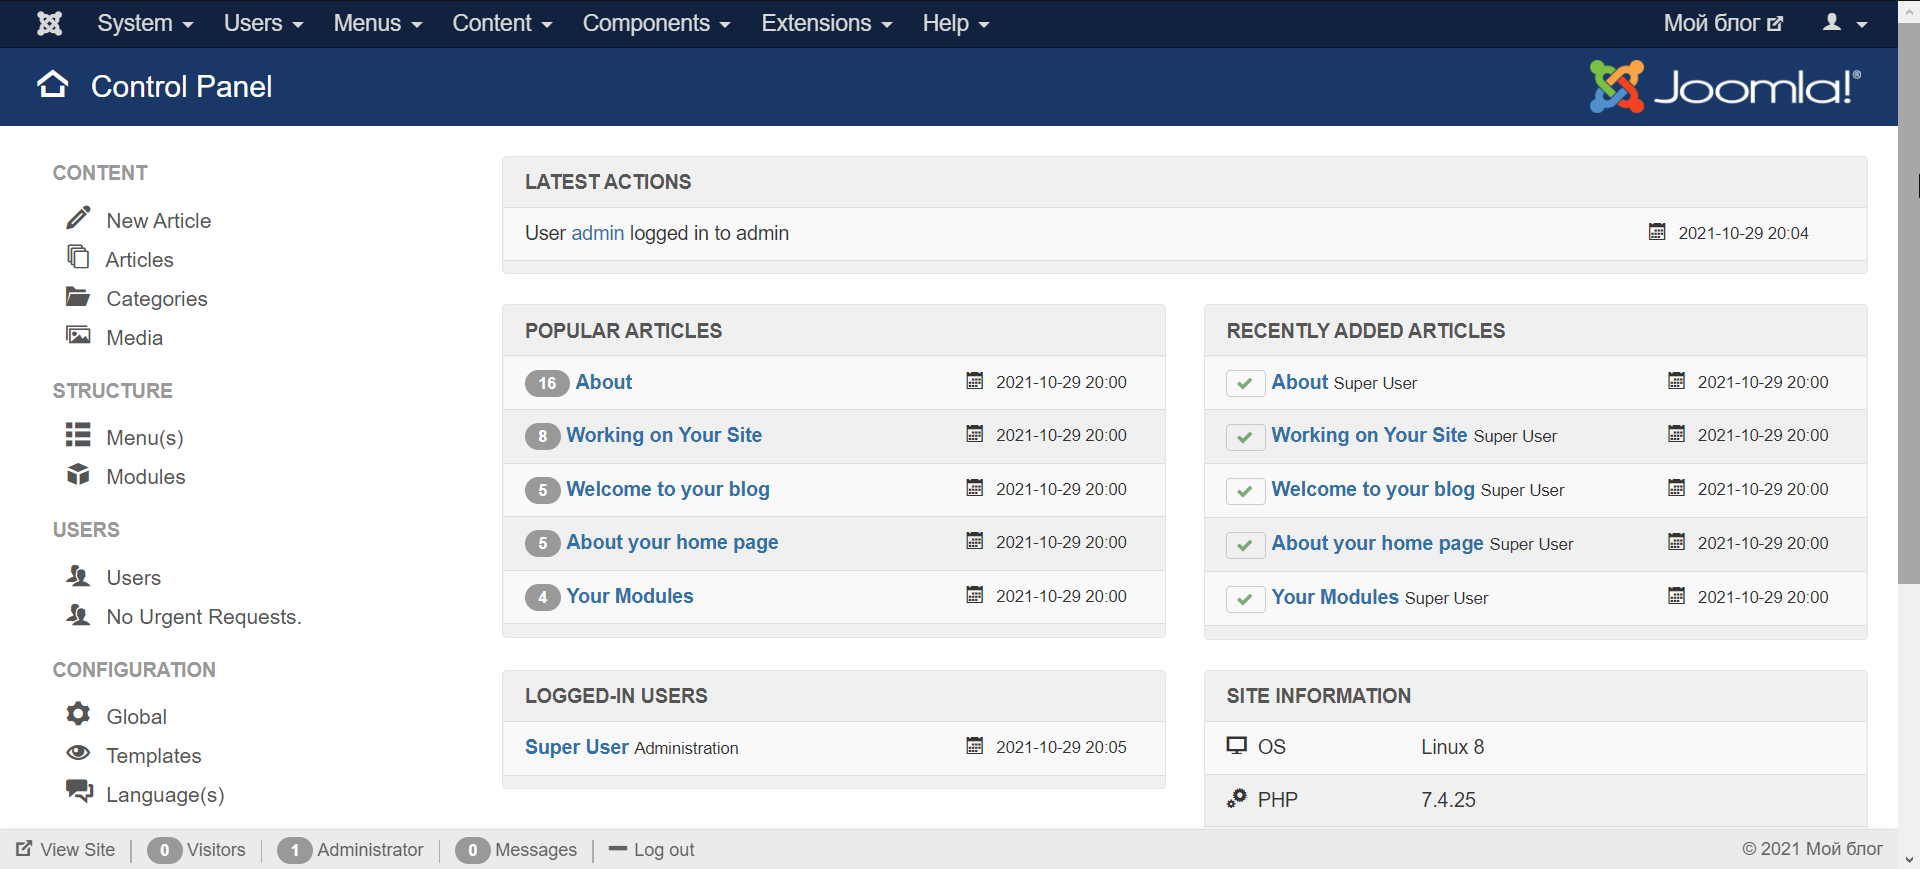 System Users Menus Content Components Extensions Help Мой блог
Control Panel
Joomla!®
CONTENT
New Article
Articles
Categories
Media
STRUCTURE
Menu(s)
Modules
USERS
Users
No Urgent Requests.
CONFIGURATION
Global
Templates
Language(s)
LATEST ACTIONS
User admin logged in to admin 2021-10-29 20:04
POPULAR ARTICLES
16 About 2021-10-29 20:00
8 Working on Your Site 2021-10-29 20:00
5 Welcome to your blog 2021-10-29 20:00
5 About your home page 2021-10-29 20:00
4 Your Modules 2021-10-29 20:00
RECENTLY ADDED ARTICLES
About Super User 2021-10-29 20:00
Working on Your Site Super User 2021-10-29 20:00
Welcome to your blog Super User 2021-10-29 20:00
About your home page Super User 2021-10-29 20:00
Your Modules Super User 2021-10-29 20:00
LOGGED-IN USERS
Super User Administration 2021-10-29 20:05
SITE INFORMATION
OS Linux 8
PHP 7.4.25
View Site 0 Visitors 1 Administrator 0 Messages Log out © 2021 Мой блог